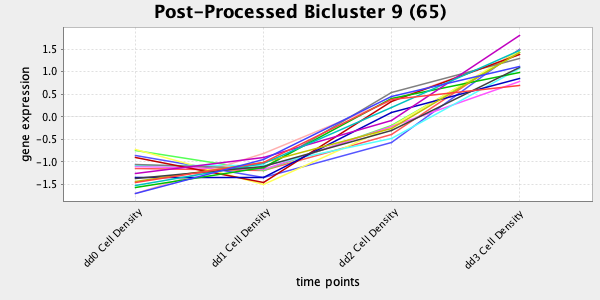 Post-Processed Bicluster 9 (65)
gene expression
1.5
1.0
0.5
0.0
-0.5
-1.0
-1.5
dd0 Cell Density
dd1 Cell Density
dd2 Cell Density
dd3 Cell Density
time points